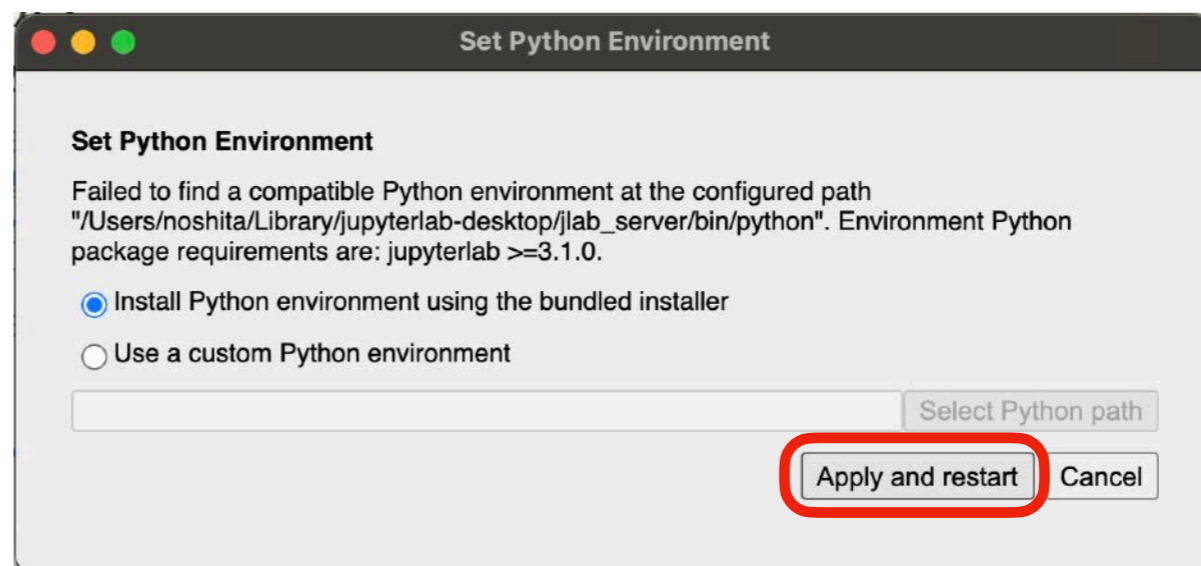 Set Python Environment
Set Python Environment
Failed to find a compatible Python environment at the configured path
"/Users/noshita/Library/jupyterlab-desktop/jlab_server/bin/python". Environment Python
package requirements are: jupyterlab >=3.1.0.
Install Python environment using the bundled installer
Use a custom Python environment
Select Python path
Apply and restart
Cancel